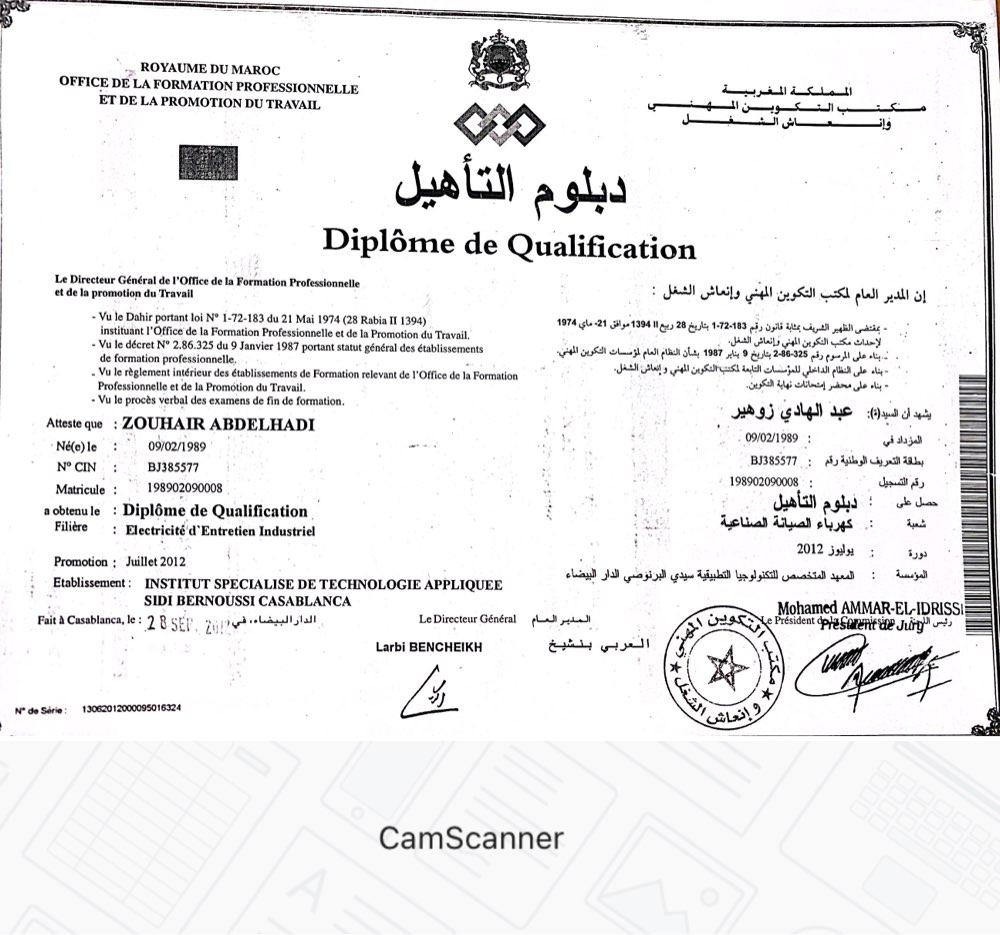 ROYAUME DU MAROC
OFFICE DE LA FORMATION PROFESSIONNELLE
ET DE LA PROMOTION DU TRAVAIL
المملكة المغربية
مكتب التكوين المهني
وإنعاش الشغل
دبلوم التأهيل
Diplôme de Qualification
Le Directeur Général de l'Office de la Formation Professionnelle
et de la promotion du Travail
- Vu le Dahir portant loi N° 1-72-183 du 21 Mai 1974 (28 Rabia II 1394)
instituant l'Office de la Formation Professionnelle et de la Promotion du Travail.
- Vu le décret N° 2.86.325 du 9 Janvier 1987 portant statut général des établissements
de formation professionnelle.
- Vu le règlement intérieur des établissements de Formation relevant de l'Office de la Formation
Professionnelle et de la Promotion du Travail.
- Vu le procès verbal des examens de fin de formation.
إن المدير العام لمكتب التكوين المهني وإنعاش الشغل :
- بمقتضى الظهير الشريف بمثابة قانون رقم 183-72-1 بتاريخ 28 ربيع II 1394 موافق 21- ماي 1974
لإحداث مكتب التكوين المهني وإنعاش الشغل.
- بناء على المرسوم رقم 325-86-2 بتاريخ 9 يناير 1987 بشأن النظام العام لمؤسسات التكوين المهني.
- بناء على النظام الداخلي للمؤسسات التابعة لمكتب التكوين المهني و إنعاش الشغل.
- بناء على محضر إمتحانات نهاية التكوين.
Atteste que : ZOUHAIR ABDELHADI
Né(e) le : 09/02/1989
N° CIN : BJ385577
Matricule : 198902090008
a obtenu le : Diplôme de Qualification
Filière : Electricité d'Entretien Industriel
Promotion : Juillet 2012
Etablissement : INSTITUT SPECIALISE DE TECHNOLOGIE APPLIQUEE
SIDI BERNOUSSI CASABLANCA
يشهد أن السيد(ة): عبد الهادي زوهير
المزداد في : 09/02/1989
بطاقة التعريف الوطنية رقم : BJ385577
رقم التسجيل : 198902090008
حصل على : دبلوم التأهيل
شعبة : كهرباء الصيانة الصناعية
دورة : يوليوز 2012
المؤسسة : المعهد المتخصص للتكنولوجيا التطبيقية سيدي البرنوصي الدار البيضاء
Fait à Casablanca, le : 28 SEP. الدار البيضاء، في
Le Directeur Général المدير العام
Larbi BENCHEIKH العربي بنشيخ
Mohamed AMMAR-EL-IDRISSI
Le Président de la Commission رئيس
Président de Jury
مكتب التكوين المهني
وإنعاش الشغل
N° de Série : 13062012000095016324
CamScanner